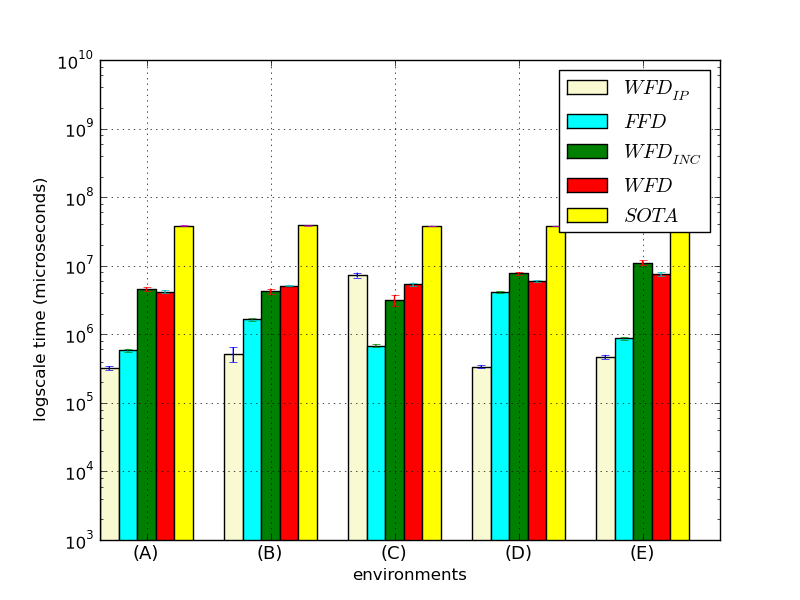 logscale time (microseconds)
10^10
10^9
10^8
10^7
10^6
10^5
10^4
10^3
WFD_IP
FFD
WFD_INC
WFD
SOTA
(A) (B) (C) (D) (E)
environments